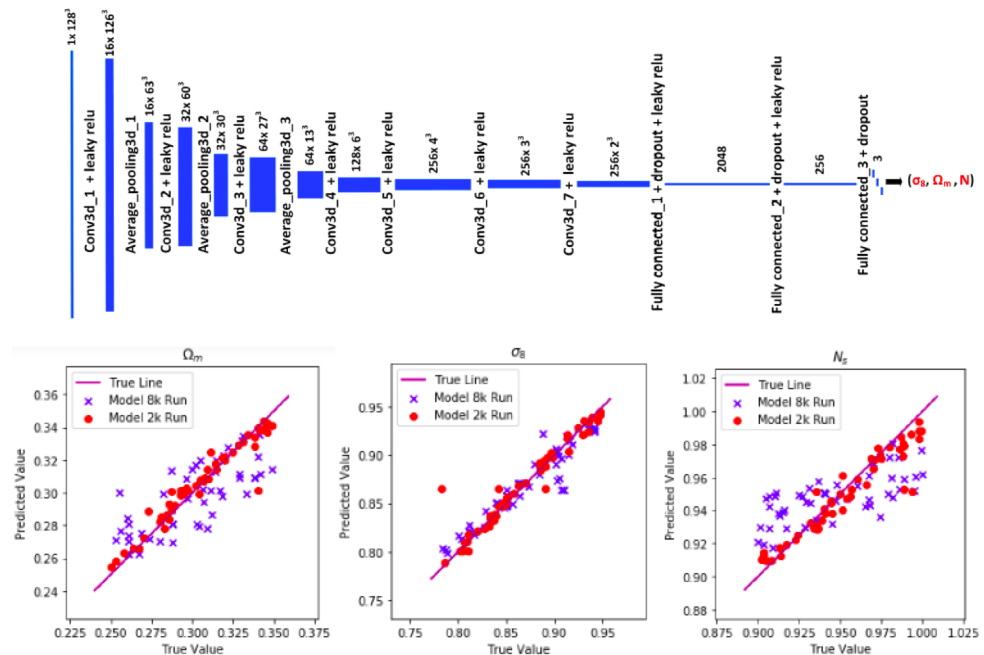 1x 128³
Conv3d_1 + leaky relu
16x 126³
Average_pooling3d_1
16x 63³
Conv3d_2 + leaky relu
32x 60³
Average_pooling3d_2
32x 30³
Conv3d_3 + leaky relu
64x 27³
Average_pooling3d_3
64x 13³
Conv3d_4 + leaky relu
128x 6³
Conv3d_5 + leaky relu
256x 4³
Conv3d_6 + leaky relu
256x 3³
Conv3d_7 + leaky relu
256x 2³
Fully connected_1 + dropout + leaky relu
2048
Fully connected_2 + dropout + leaky relu
256
Fully connected_3 + dropout
3
(σ₈, Ωₘ, N)
Ωₘ
True Line
Model 8k Run
Model 2k Run
Predicted Value
0.36
0.34
0.32
0.30
0.28
0.26
0.24
0.225 0.250 0.275 0.300 0.325 0.350 0.375
True Value
σ₈
True Line
Model 8k Run
Model 2k Run
Predicted Value
0.95
0.90
0.85
0.80
0.75
0.75 0.80 0.85 0.90 0.95
True Value
Nₛ
True Line
Model 8k Run
Model 2k Run
Predicted Value
1.02
1.00
0.98
0.96
0.94
0.92
0.90
0.88
0.875 0.900 0.925 0.950 0.975 1.000 1.025
True Value